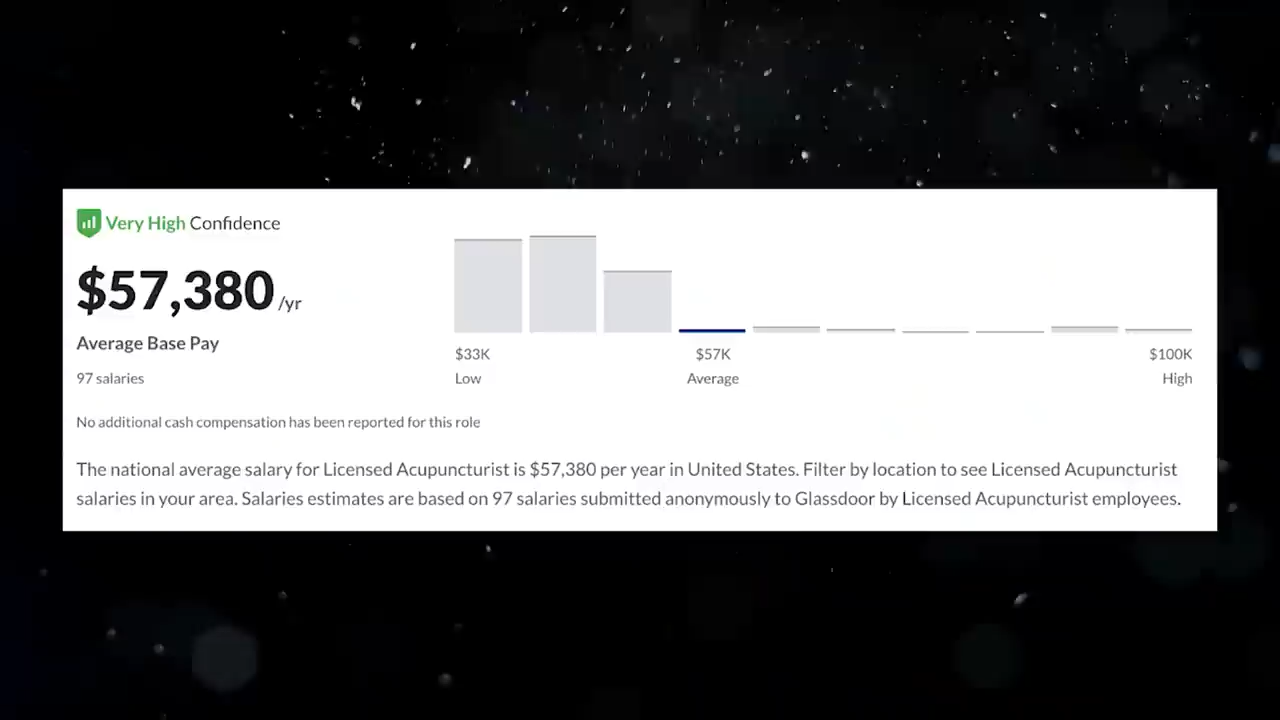 Very High Confidence
$57,380 /yr
Average Base Pay
97 salaries
$33K
Low
$57K
Average
$100K
High
No additional cash compensation has been reported for this role
The national average salary for Licensed Acupuncturist is $57,380 per year in United States. Filter by location to see Licensed Acupuncturist
salaries in your area. Salaries estimates are based on 97 salaries submitted anonymously to Glassdoor by Licensed Acupuncturist employees.